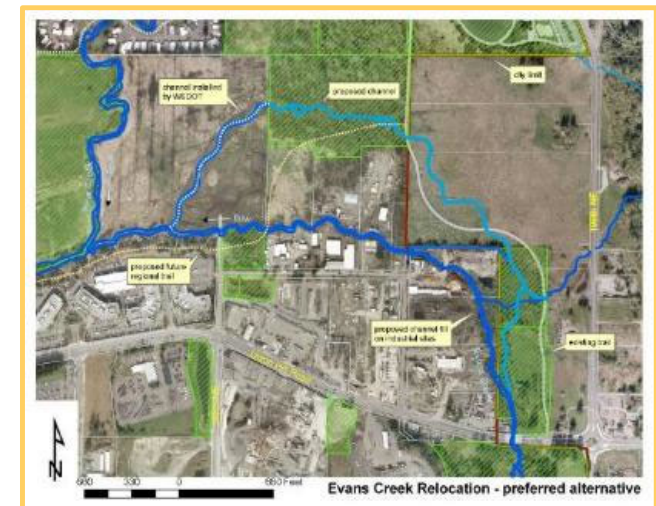 city limit
channel installed
by WSDOT
proposed channel
proposed future
regional trail
proposed channel fill
on industrial sites
existing trail
N
660 330 0 660 Feet
Evans Creek Relocation - preferred alternative